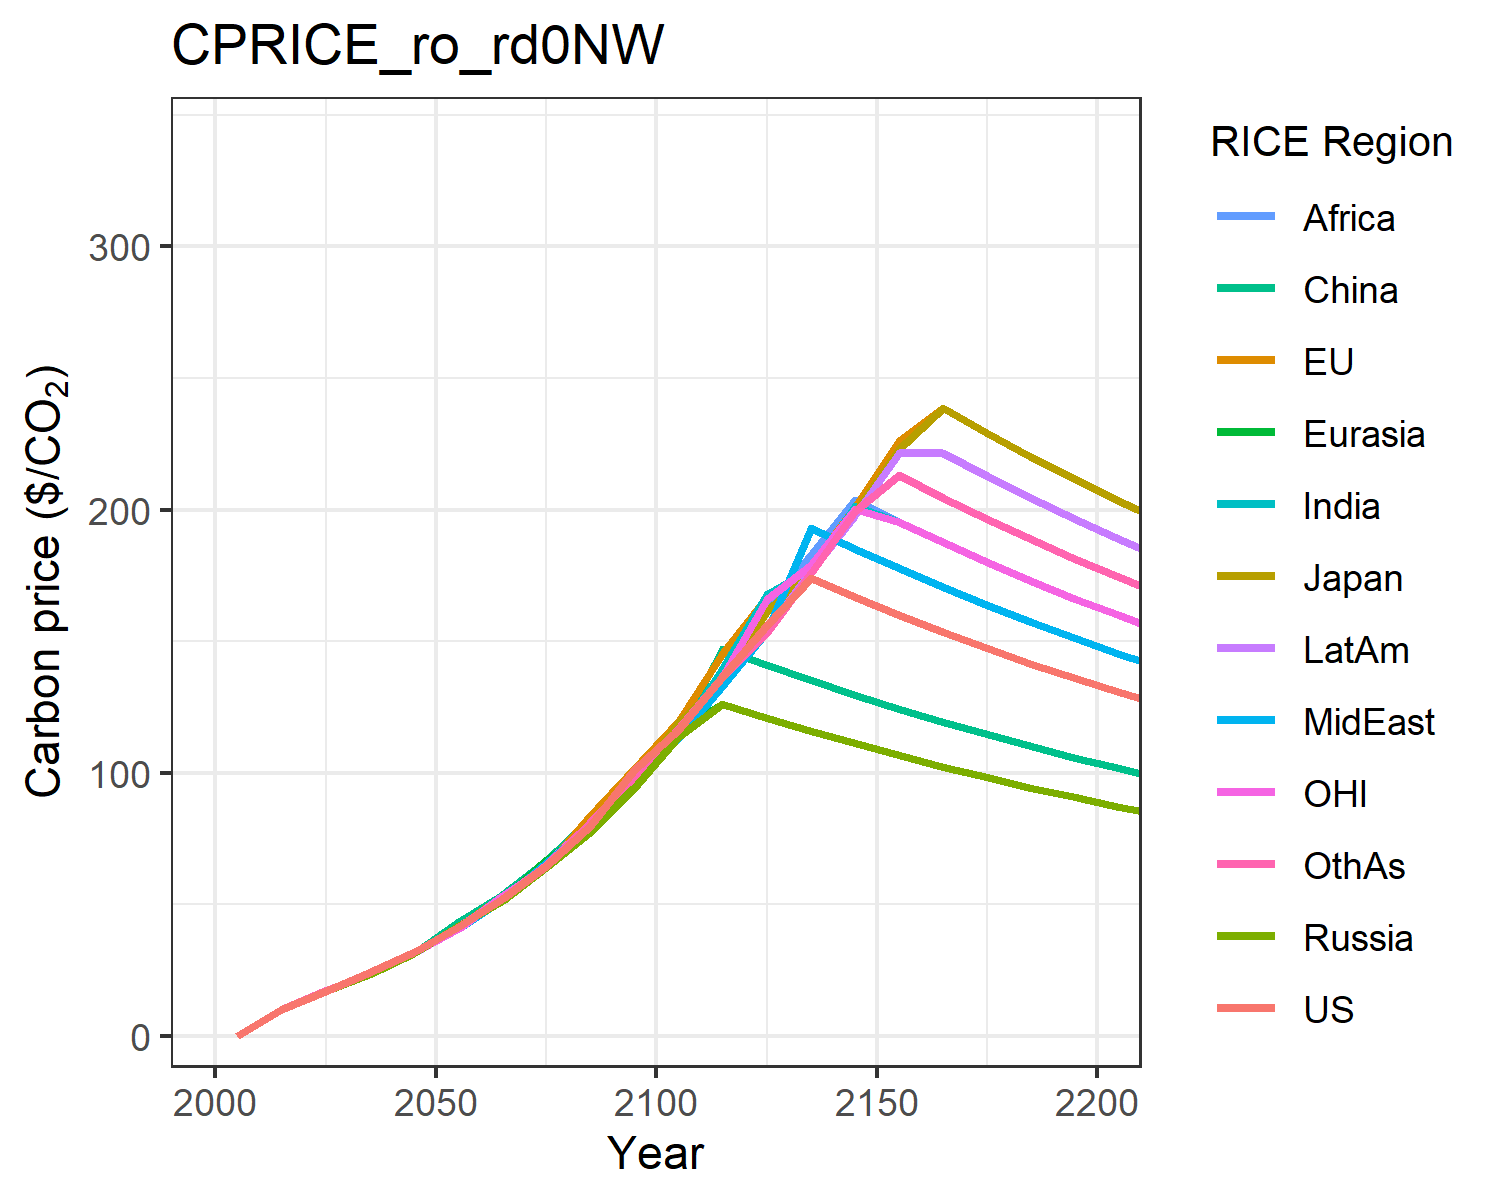 CPRICE_ro_rd0NW
Carbon price ($/CO₂)
300
200
100
0
2000
2050
2100
2150
2200
Year
RICE Region
Africa
China
EU
Eurasia
India
Japan
LatAm
MidEast
OHI
OthAs
Russia
US